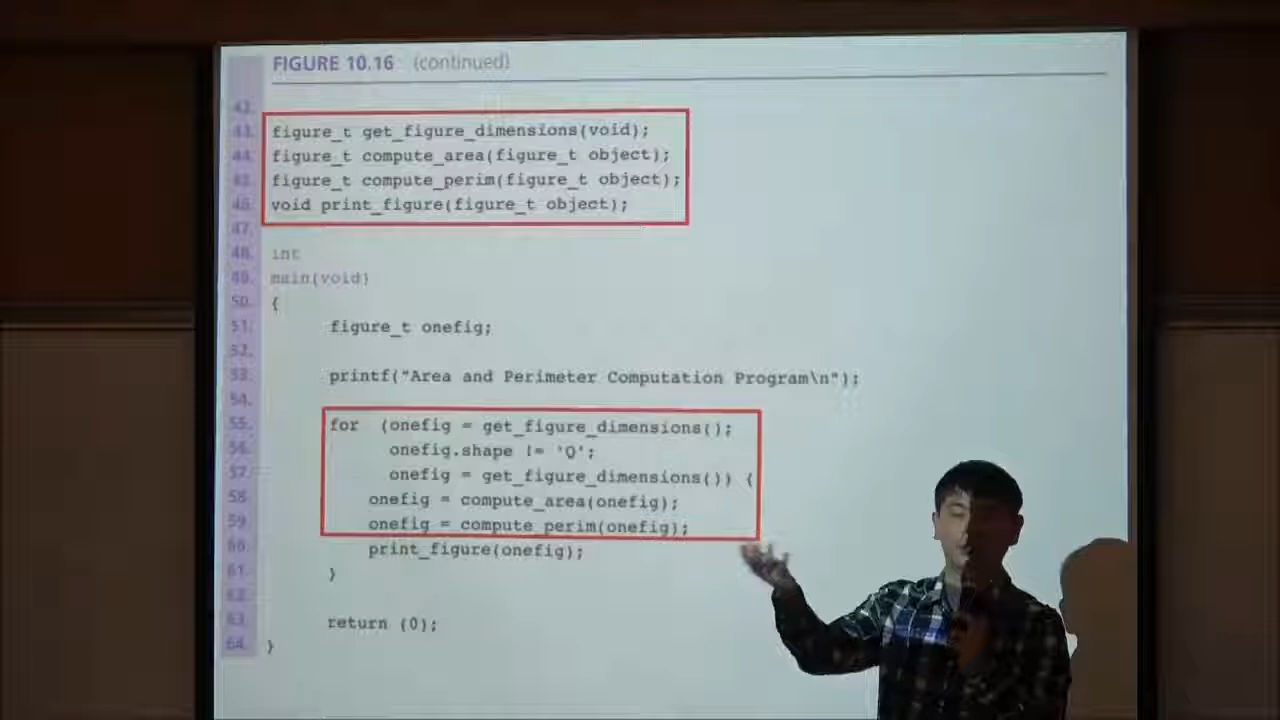 FIGURE 10.16 (continued)
42.
43. figure_t get_figure_dimensions(void);
44. figure_t compute_area(figure_t object);
45. figure_t compute_perim(figure_t object);
46. void print_figure(figure_t object);
47.
48. int
49. main(void)
50. {
51. figure_t onefig;
52.
53. printf("Area and Perimeter Computation Program\n");
54.
55. for (onefig = get_figure_dimensions();
56. onefig.shape != 'Q';
57. onefig = get_figure_dimensions()) {
58. onefig = compute_area(onefig);
59. onefig = compute_perim(onefig);
60. print_figure(onefig);
61. }
62.
63. return (0);
64. }